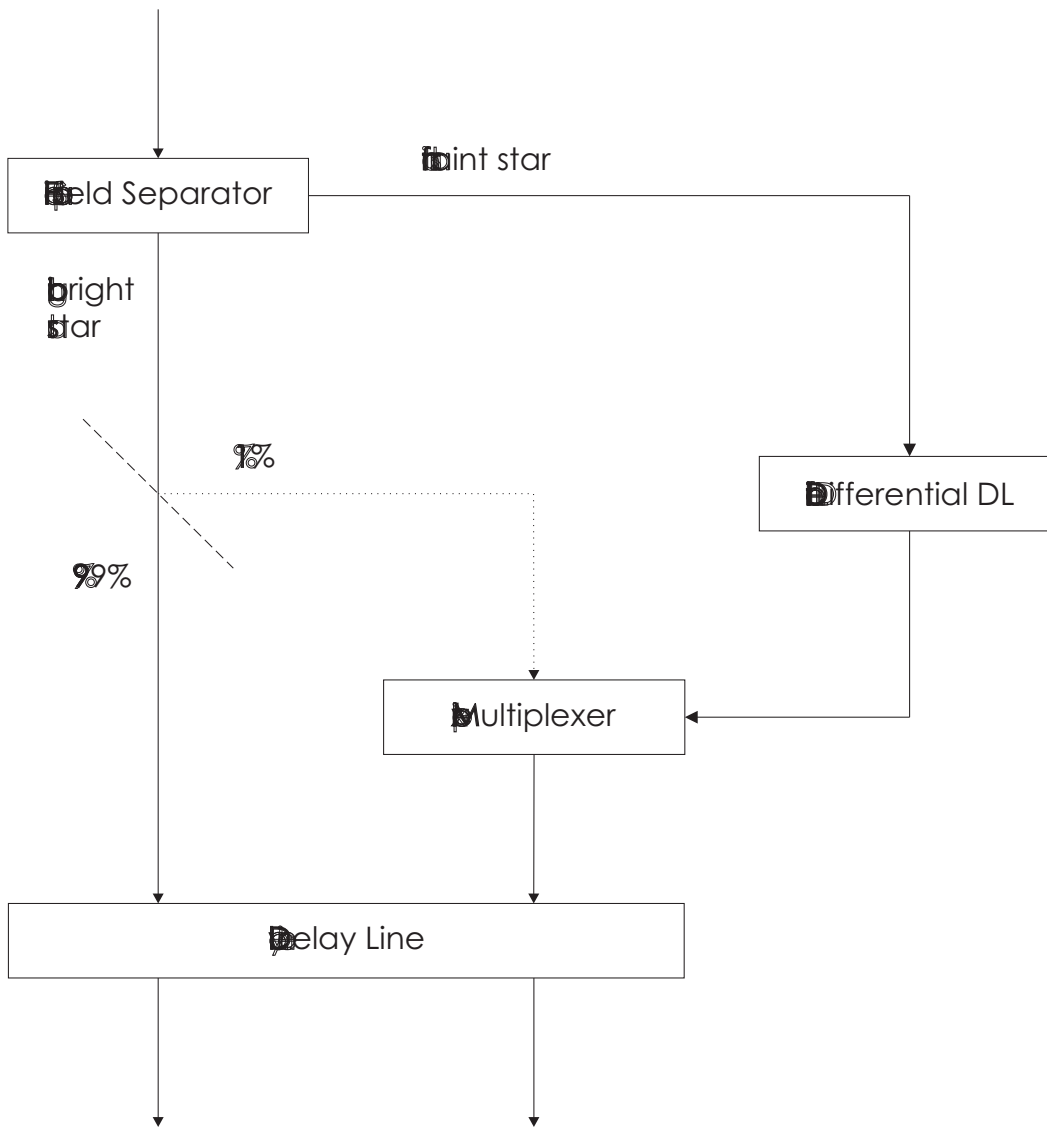 faint star
Field Separator
bright
star
1%
Differential DL
99%
Multiplexer
Delay Line